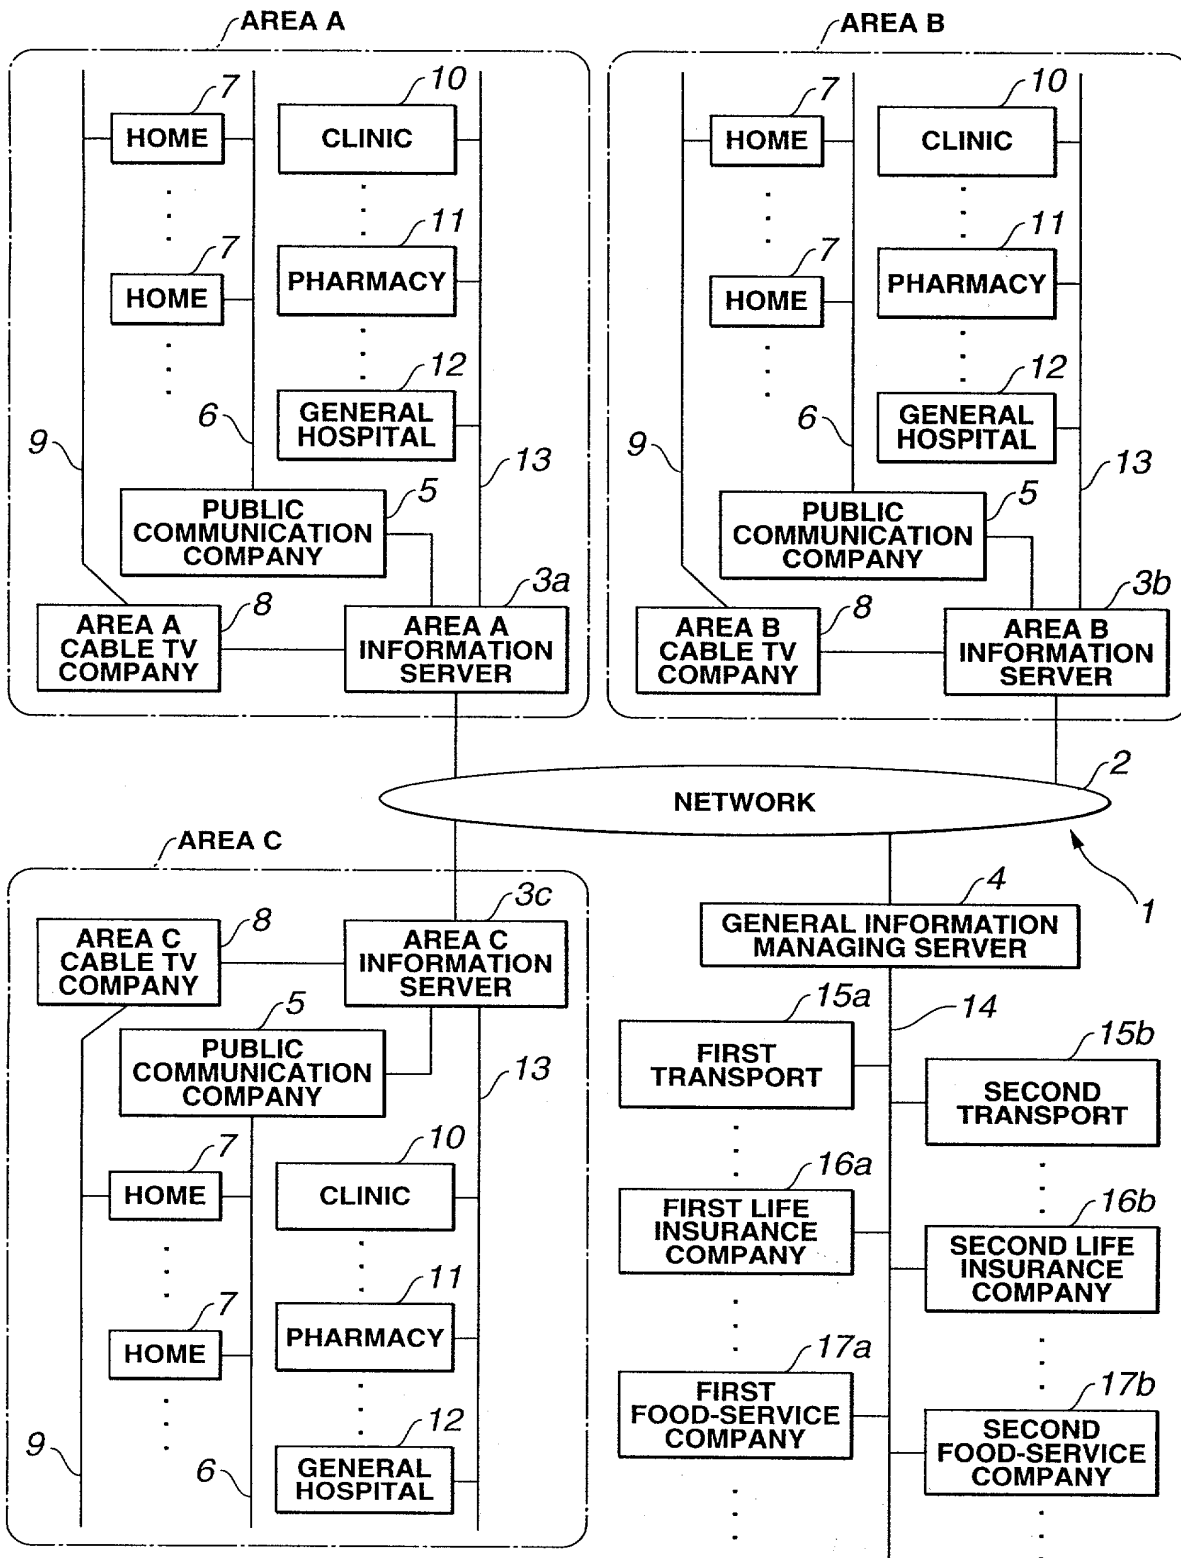 AREA A
7
10
HOME
CLINIC
7
11
HOME
PHARMACY
12
6
GENERAL
HOSPITAL
9
13
5
PUBLIC
COMMUNICATION
COMPANY
3a
8
AREA A
CABLE TV
COMPANY
AREA A
INFORMATION
SERVER
AREA B
7
10
HOME
CLINIC
7
11
HOME
PHARMACY
12
6
GENERAL
HOSPITAL
9
13
5
PUBLIC
COMMUNICATION
COMPANY
3b
8
AREA B
CABLE TV
COMPANY
AREA B
INFORMATION
SERVER
2
NETWORK
1
AREA C
3c
8
AREA C
CABLE TV
COMPANY
AREA C
INFORMATION
SERVER
5
PUBLIC
COMMUNICATION
COMPANY
13
7
10
HOME
CLINIC
7
11
HOME
PHARMACY
12
9
6
GENERAL
HOSPITAL
4
GENERAL INFORMATION
MANAGING SERVER
15a
14
15b
FIRST
TRANSPORT
SECOND
TRANSPORT
16a
16b
FIRST LIFE
INSURANCE
COMPANY
SECOND LIFE
INSURANCE
COMPANY
17a
17b
FIRST
FOOD-SERVICE
COMPANY
SECOND
FOOD-SERVICE
COMPANY